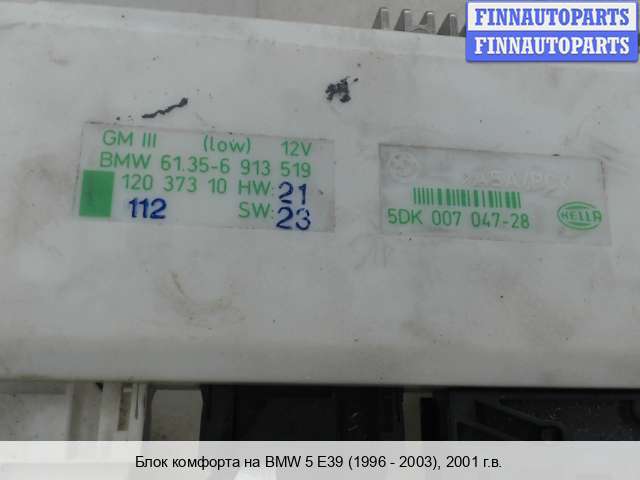 FINNAUTOPARTS
FINNAUTOPARTS
GM III (low) 12V
BMW 61.35-6 913 519
120 373 10 HW: 21
112 SW: 23
5DK 007 047-28
HELLA
Блок комфорта на BMW 5 E39 (1996 - 2003), 2001 г.в.